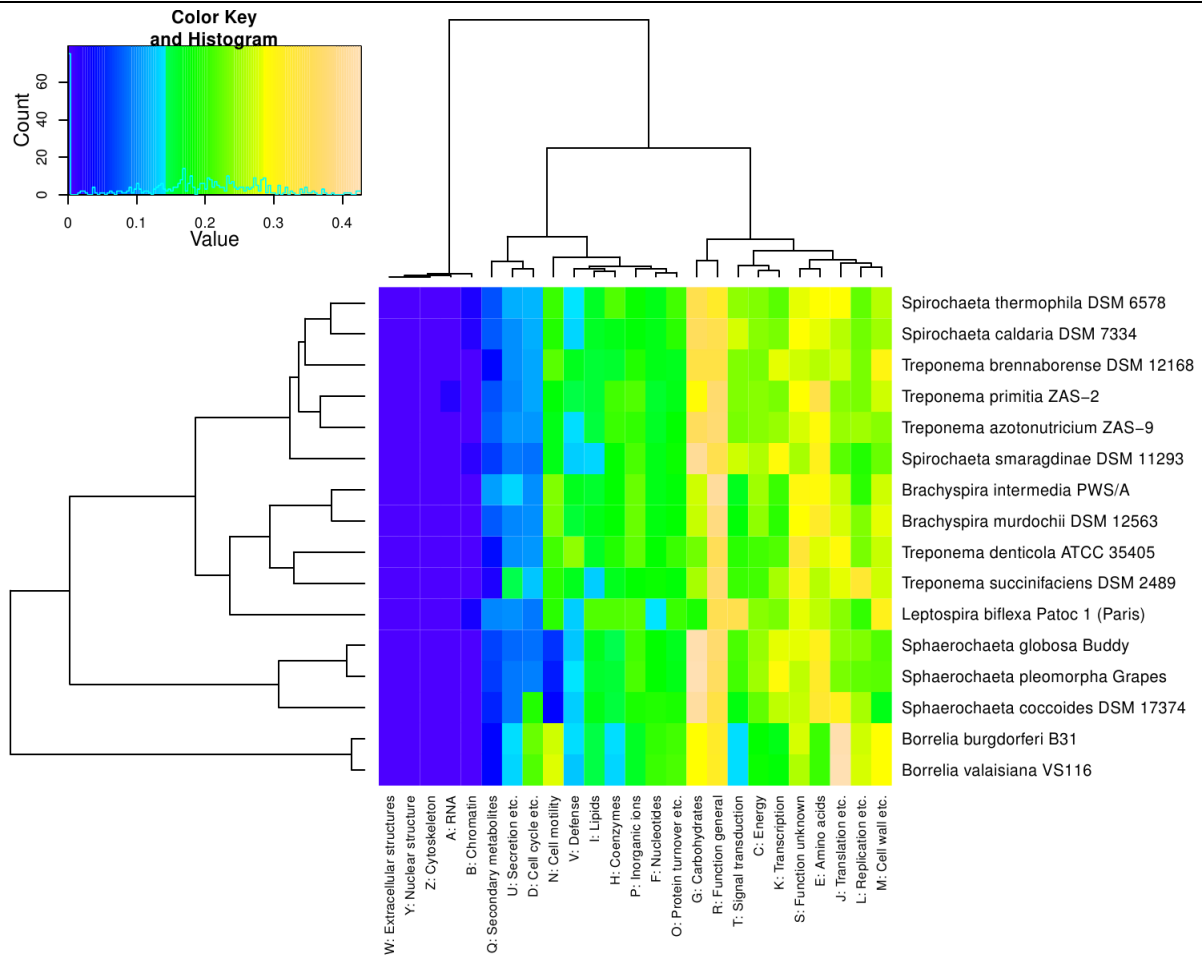 Color Key
and Histogram
Count
0 20 40 60
0 0.1 0.2 0.3 0.4
Value
Spirochaeta thermophila DSM 6578
Spirochaeta caldaria DSM 7334
Treponema brennaborense DSM 12168
Treponema primitia ZAS−2
Treponema azotonutricium ZAS−9
Spirochaeta smaragdinae DSM 11293
Brachyspira intermedia PWS/A
Brachyspira murdochii DSM 12563
Treponema denticola ATCC 35405
Treponema succinifaciens DSM 2489
Leptospira biflexa Patoc 1 (Paris)
Sphaerochaeta globosa Buddy
Sphaerochaeta pleomorpha Grapes
Sphaerochaeta coccoides DSM 17374
Borrelia burgdorferi B31
Borrelia valaisiana VS116
W: Extracellular structures
Y: Nuclear structure
Z: Cytoskeleton
A: RNA
B: Chromatin
Q: Secondary metabolites
U: Secretion etc.
D: Cell cycle etc.
N: Cell motility
V: Defense
I: Lipids
H: Coenzymes
P: Inorganic ions
F: Nucleotides
O: Protein turnover etc.
G: Carbohydrates
R: Function general
T: Signal transduction
C: Energy
K: Transcription
S: Function unknown
E: Amino acids
J: Translation etc.
L: Replication etc.
M: Cell wall etc.